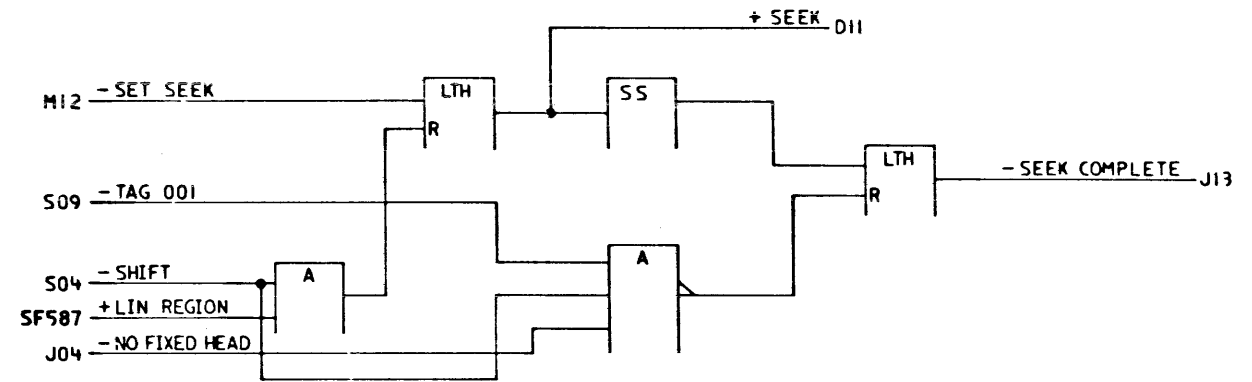 + SEEK D11
M12 - SET SEEK
LTH
SS
R
LTH
- SEEK COMPLETE J13
R
S09 - TAG 001
A
S04 - SHIFT
A
SF587 + LIN REGION
J04 - NO FIXED HEAD